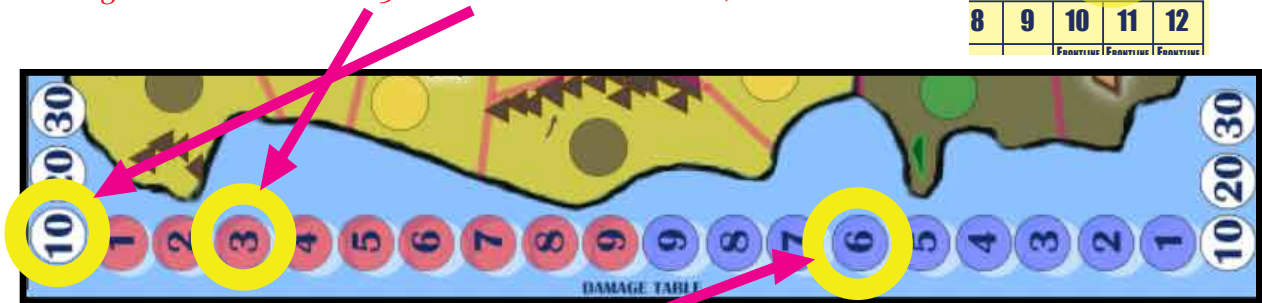 8 9 10 11 12
FRONTLINE FRONTLINE FRONTLINE
30 30
20 20
10 1 2 3 4 5 6 7 8 9 9 8 7 6 5 4 3 2 1 10
DAMAGE TABLE